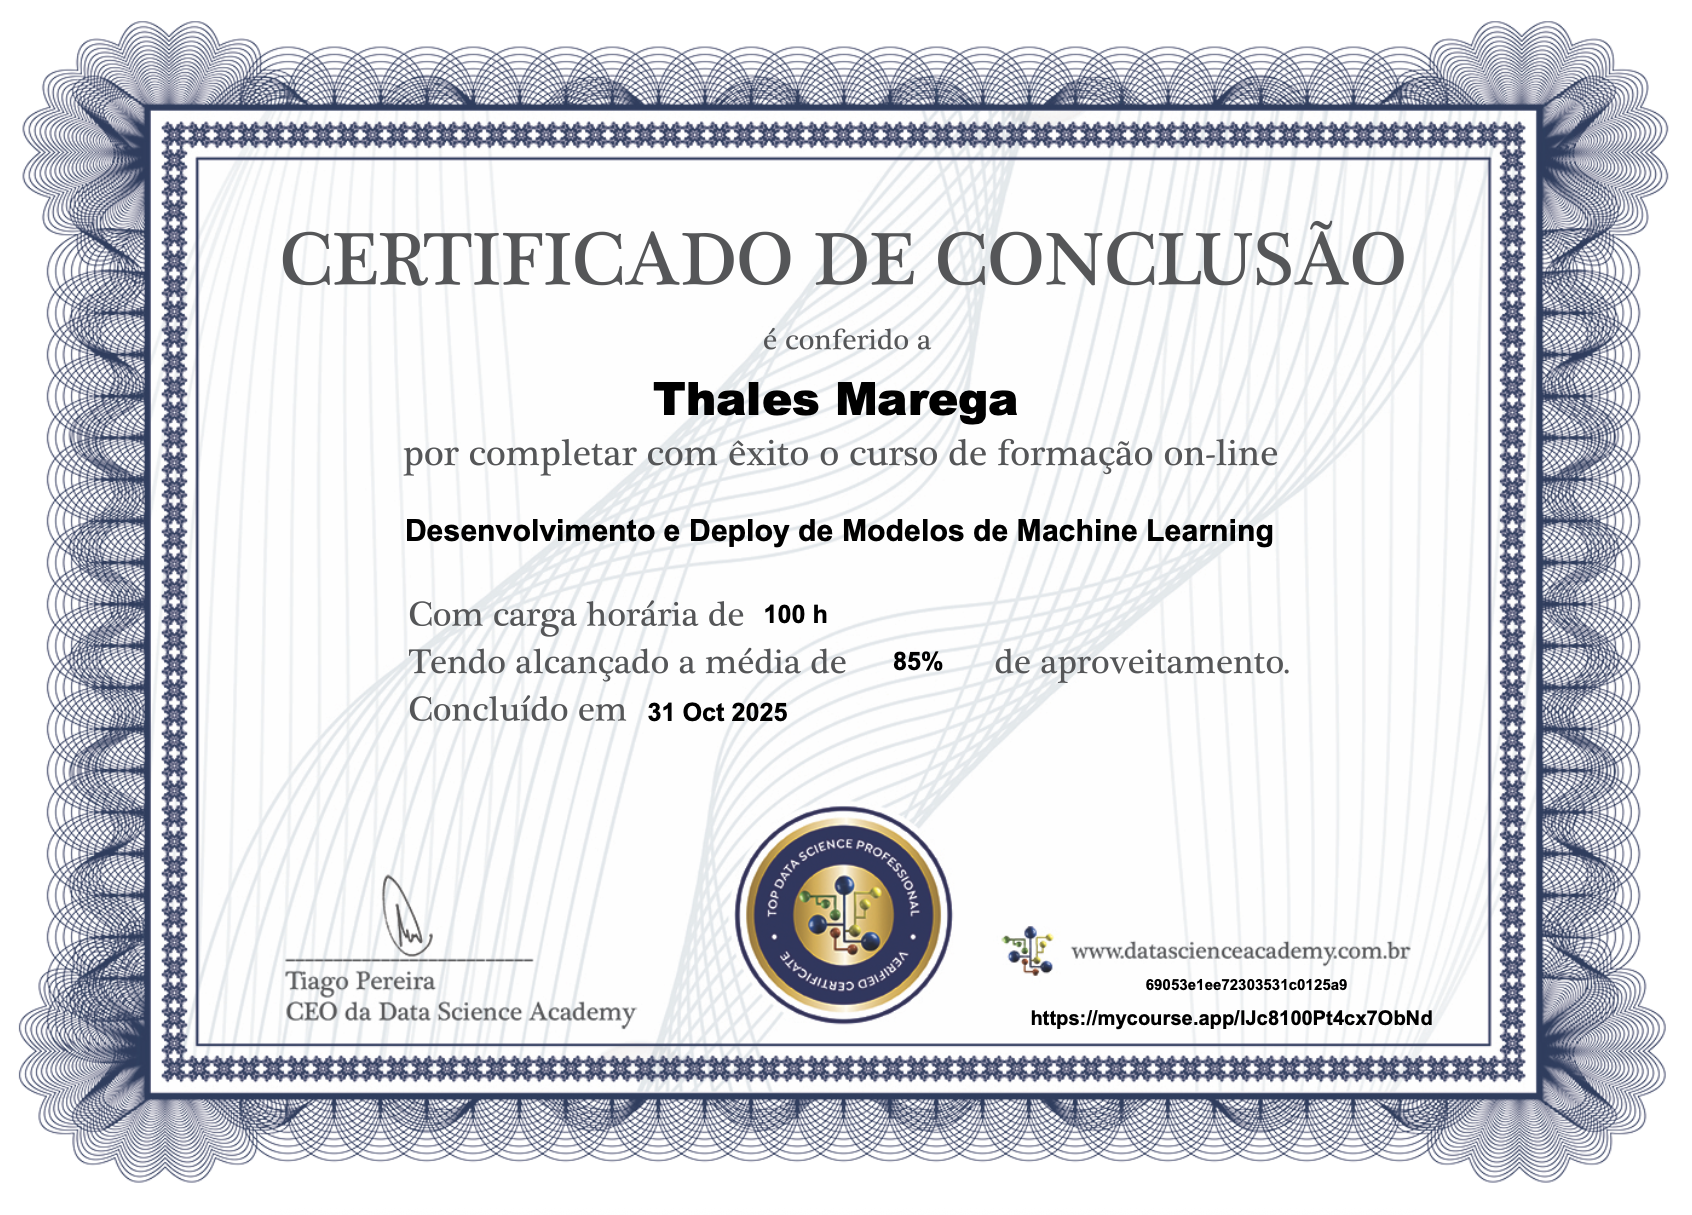 CERTIFICADO DE CONCLUSÃO
é conferido a
Thales Marega
por completar com êxito o curso de formação on-line
Desenvolvimento e Deploy de Modelos de Machine Learning
Com carga horária de 100 h
Tendo alcançado a média de 85% de aproveitamento.
Concluído em 31 Oct 2025
TOP DATA SCIENCE PROFESSIONAL
• VERIFIED CERTIFICATE •
Tiago Pereira
CEO da Data Science Academy
www.datascienceacademy.com.br
69053e1ee72303531c0125a9
https://mycourse.app/IJc8100Pt4cx7ObNd